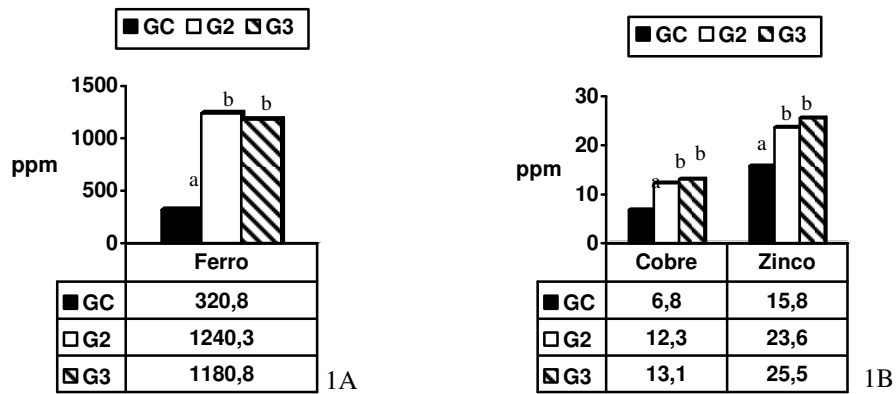 GC G2 G3
1500
1000
500
0
ppm
a
b
b
Ferro
GC 320,8
G2 1240,3
G3 1180,8
1A
GC G2 G3
30
20
10
0
ppm
a
b
b
a
b
b
Cobre Zinco
GC 6,8 15,8
G2 12,3 23,6
G3 13,1 25,5
1B